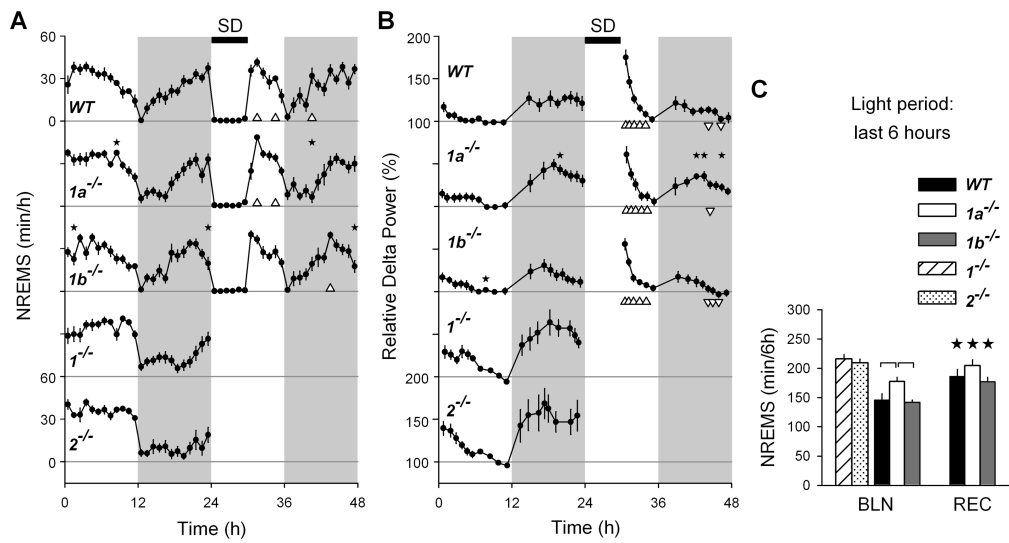 A
SD
60
30
0
WT
1a-/-
1b-/-
1-/-
60
30
0
2-/-
NREMS (min/h)
0 12 24 36 48
Time (h)
B
SD
200
150
100
WT
1a-/-
1b-/-
1-/-
200
150
100
2-/-
Relative Delta Power (%)
0 12 24 36 48
Time (h)
C
Light period:
last 6 hours
WT
1a-/-
1b-/-
1-/-
2-/-
300
250
200
150
100
50
0
NREMS (min/6h)
BLN REC